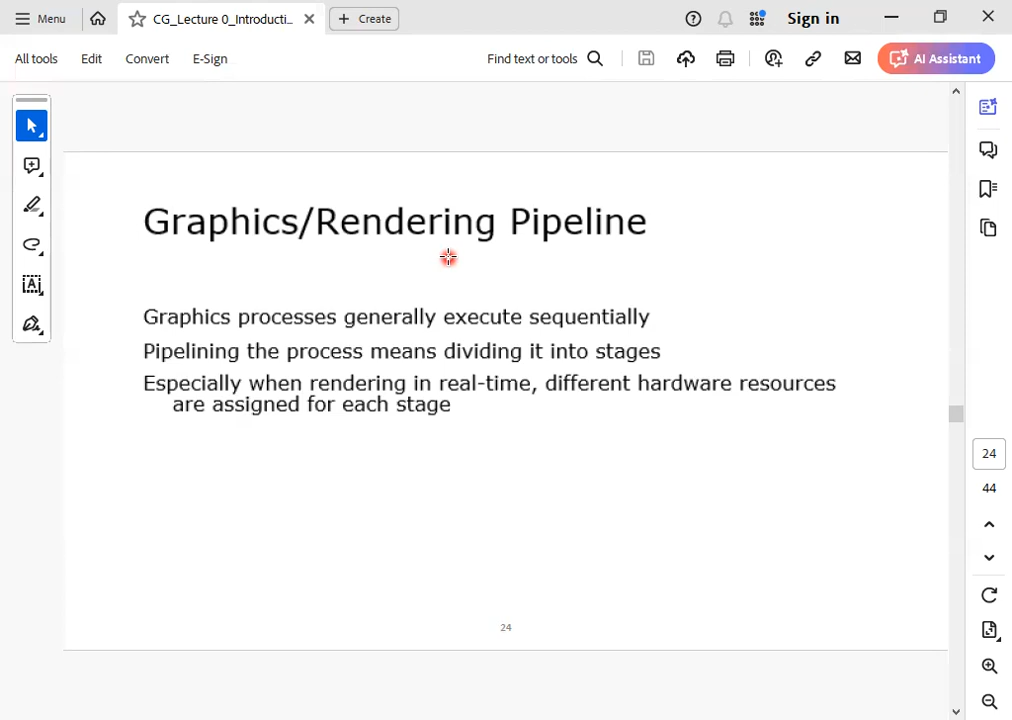 Menu
CG_Lecture 0_Introducti...
Create
Sign in
All tools
Edit
Convert
E-Sign
Find text or tools
AI Assistant
Graphics/Rendering Pipeline
Graphics processes generally execute sequentially
Pipelining the process means dividing it into stages
Especially when rendering in real-time, different hardware resources
are assigned for each stage
24
24
44